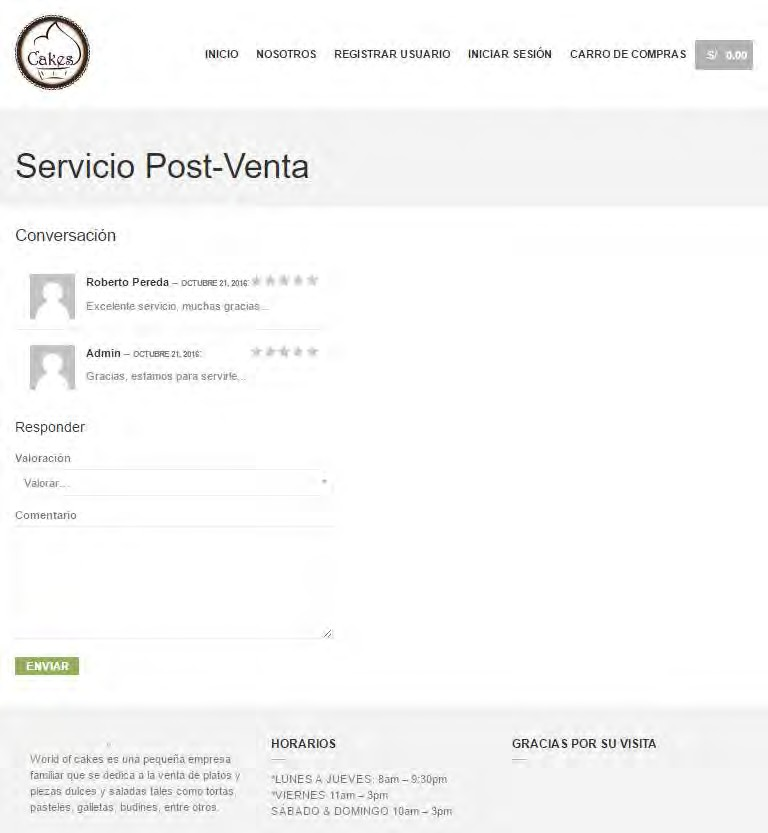 Cakes
INICIO NOSOTROS REGISTRAR USUARIO INICIAR SESIÓN CARRO DE COMPRAS S/ 0.00
Servicio Post-Venta
Conversación
Roberto Pereda – OCTUBRE 21, 2016:
Excelente servicio, muchas gracias...
Admin – OCTUBRE 21, 2016:
Gracias, estamos para servirle...
Responder
Valoración
Valorar...
Comentario
ENVIAR
World of cakes es una pequeña empresa
familiar que se dedica a la venta de platos y
piezas dulces y saladas tales como tortas,
pasteles, galletas, budines, entre otros.
HORARIOS
*LUNES A JUEVES: 8am – 9:30pm
*VIERNES 11am – 3pm
SÁBADO & DOMINGO 10am – 3pm
GRACIAS POR SU VISITA